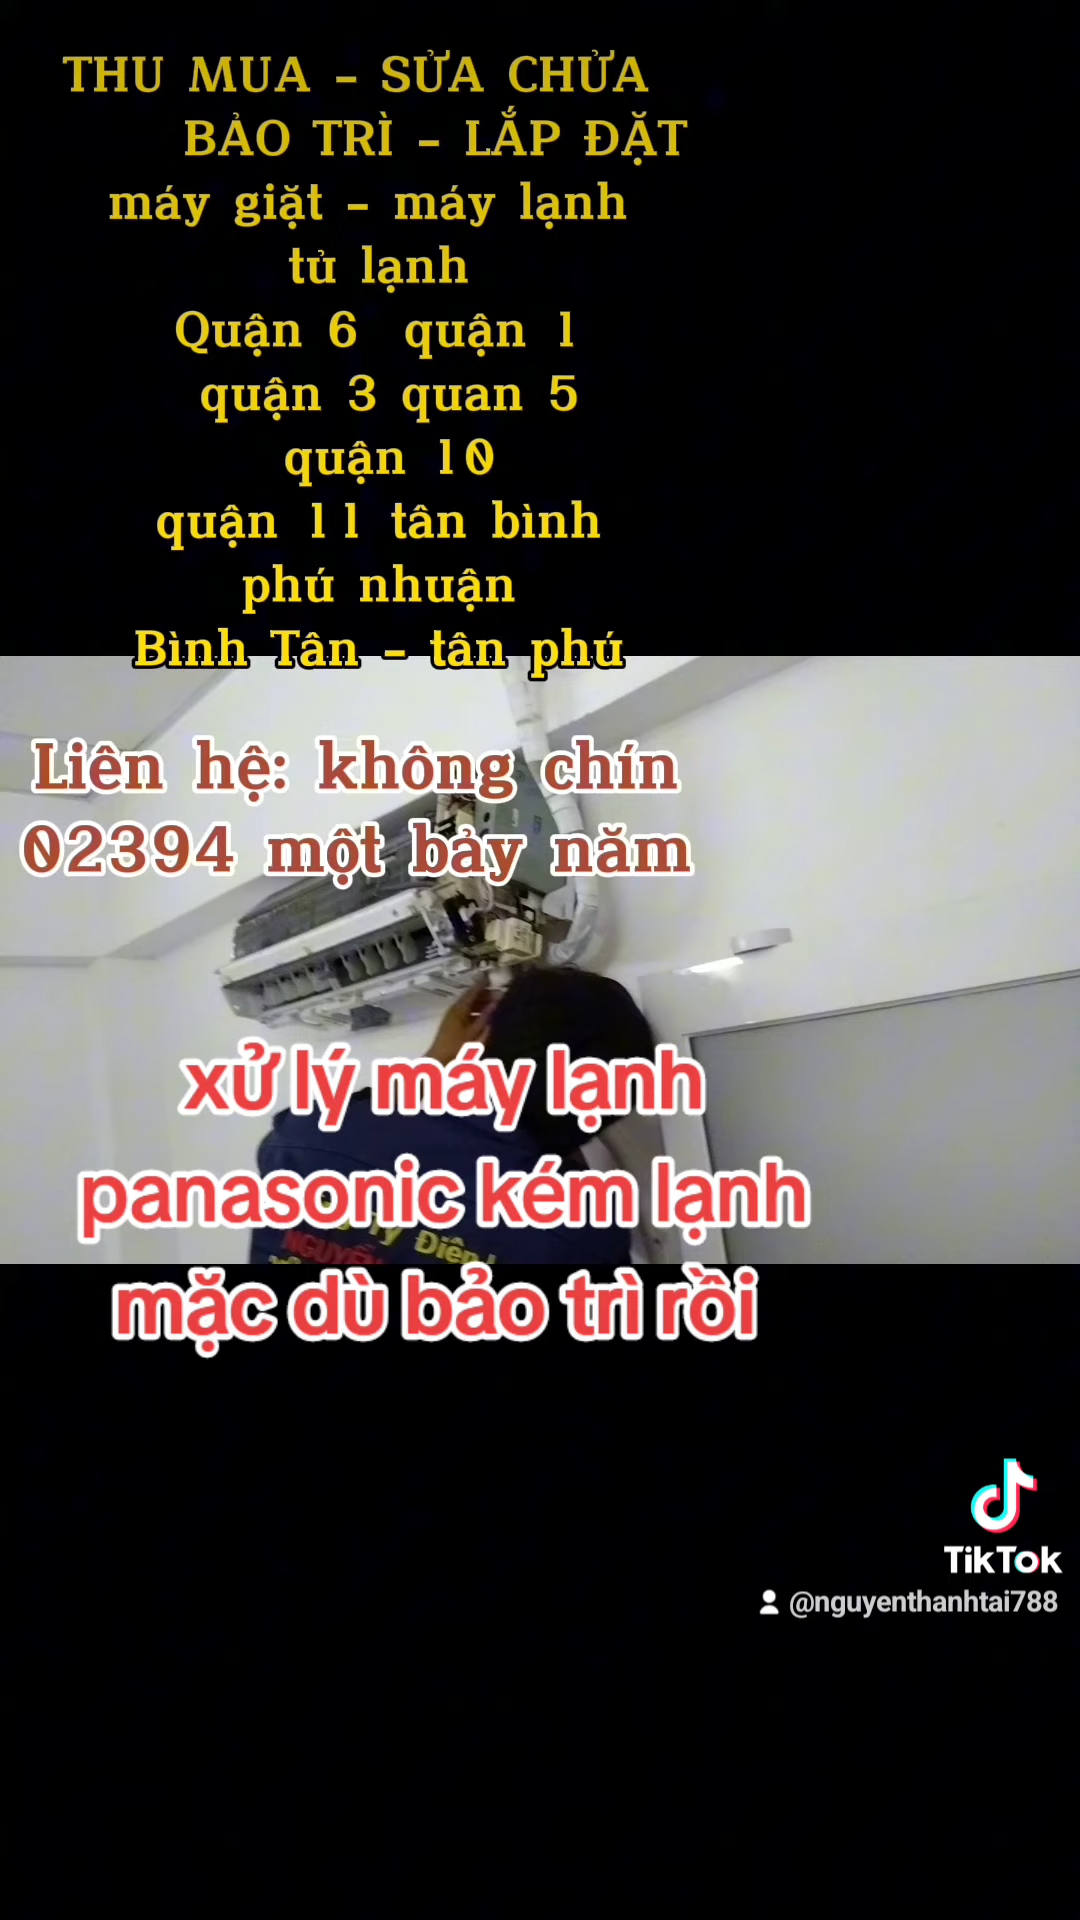 THU MUA - SỬA CHỬA
BẢO TRÌ - LẮP ĐẶT
máy giặt - máy lạnh
tủ lạnh
Quận 6 quận 1
quận 3 quan 5
quận 10
quận 11 tân bình
phú nhuận
Bình Tân - tân phú
Liên hệ: không chín
02394 một bảy năm
xử lý máy lạnh
panasonic kém lạnh
Điện
NGUYỄN
mặc dù bảo trì rồi
TikTok
@nguyenthanhtai788